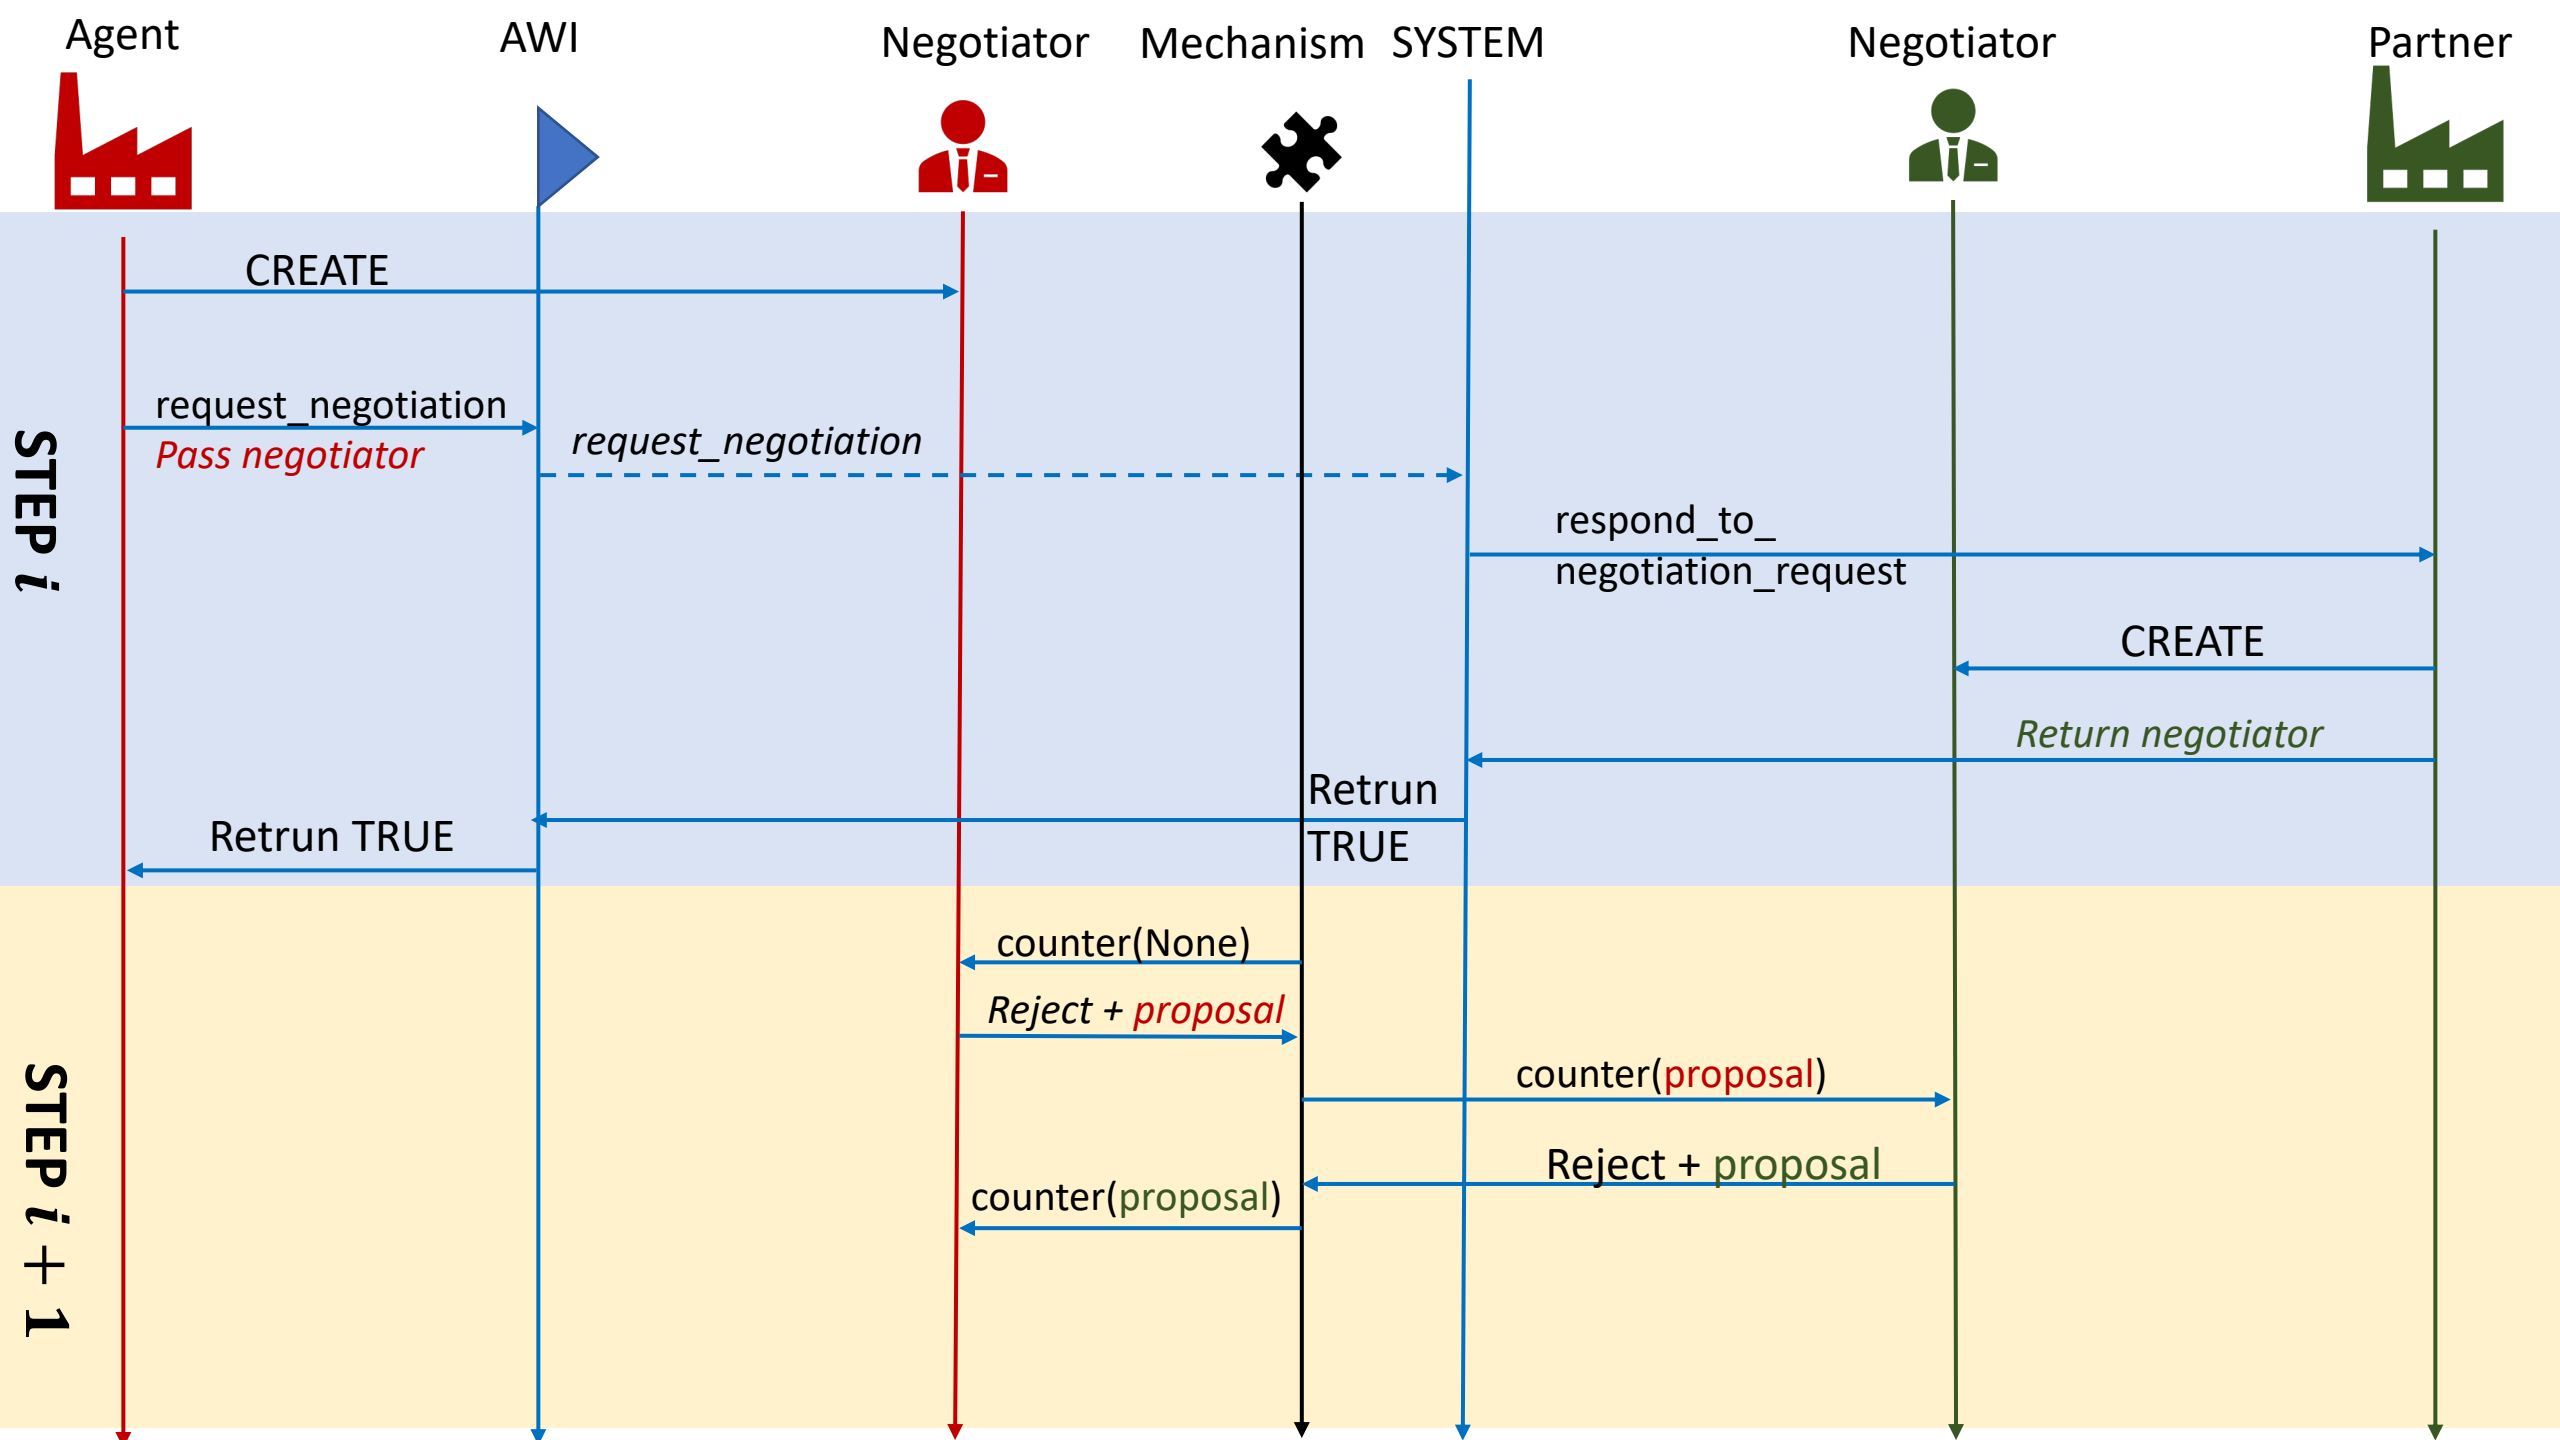 Agent
AWI
Negotiator
Mechanism
SYSTEM
Negotiator
Partner
STEP i
CREATE
request_negotiation
Pass negotiator
request_negotiation
respond_to_
negotiation_request
CREATE
Return negotiator
Retrun
TRUE
Retrun TRUE
STEP i + 1
counter(None)
Reject + proposal
counter(proposal)
Reject + proposal
counter(proposal)